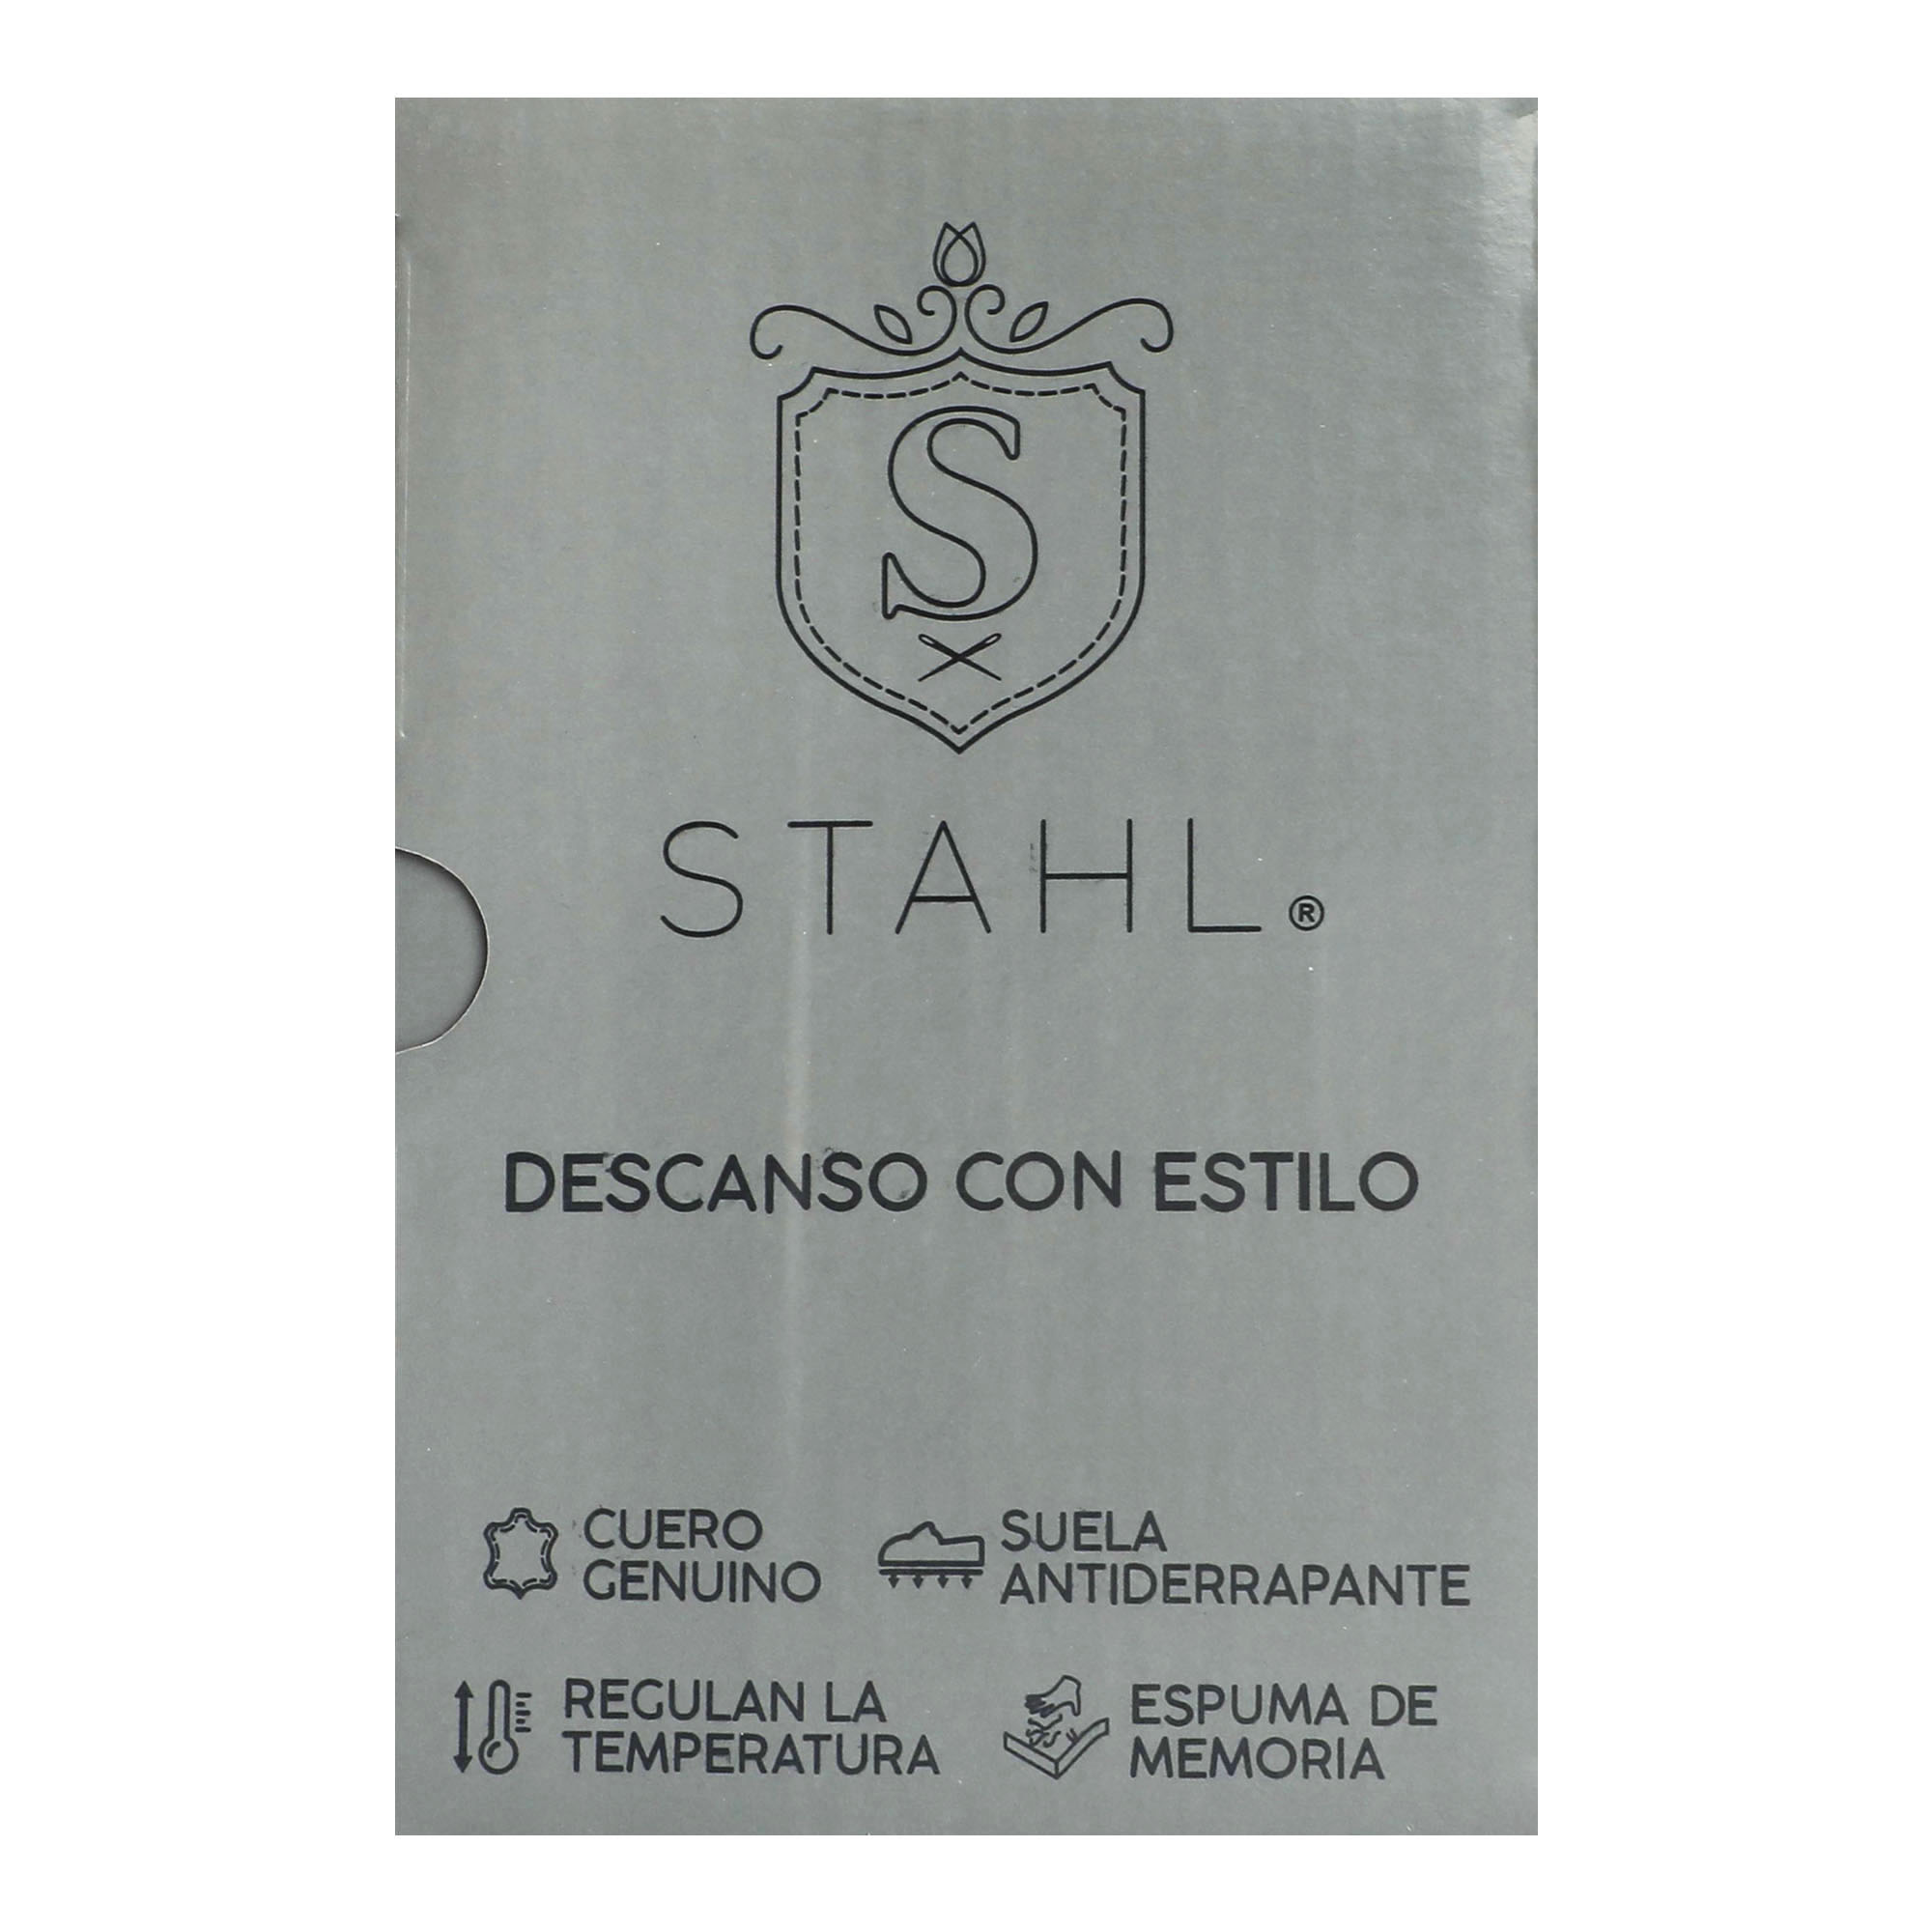 S
STAHL®
DESCANSO CON ESTILO
CUERO
GENUINO
SUELA
ANTIDERRAPANTE
REGULAN LA
TEMPERATURA
ESPUMA DE
MEMORIA